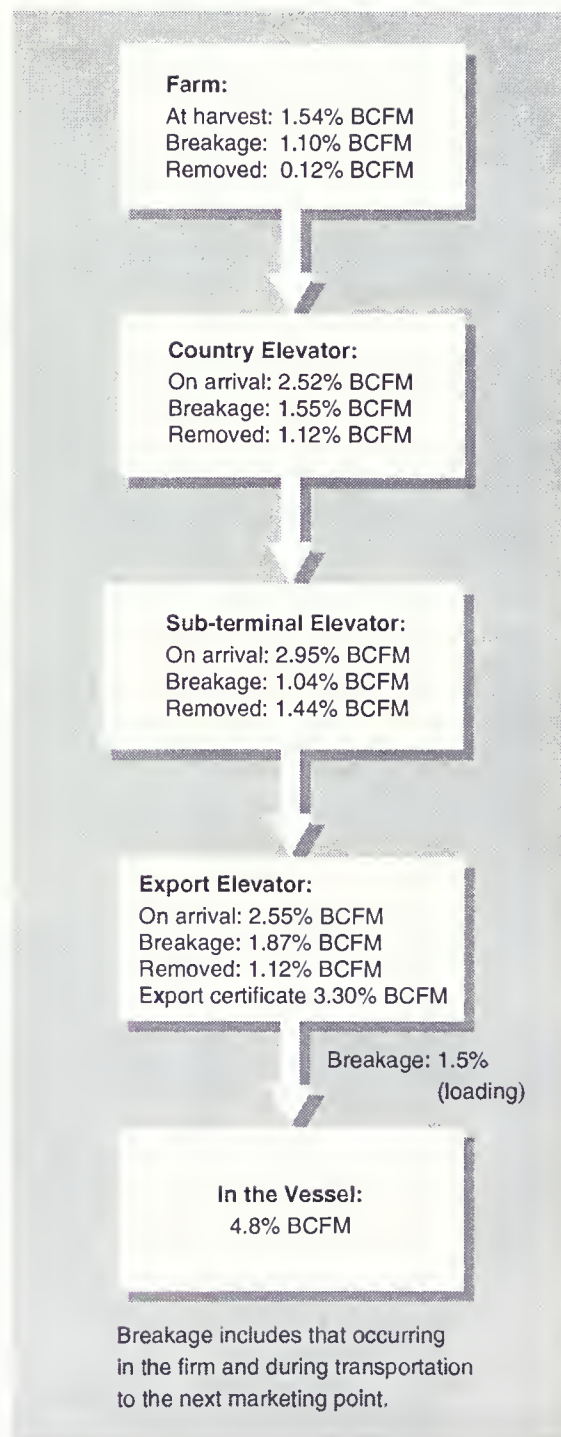 Farm:
At harvest: 1.54% BCFM
Breakage: 1.10% BCFM
Removed: 0.12% BCFM
Country Elevator:
On arrival: 2.52% BCFM
Breakage: 1.55% BCFM
Removed: 1.12% BCFM
Sub-terminal Elevator:
On arrival: 2.95% BCFM
Breakage: 1.04% BCFM
Removed: 1.44% BCFM
Export Elevator:
On arrival: 2.55% BCFM
Breakage: 1.87% BCFM
Removed: 1.12% BCFM
Export certificate 3.30% BCFM
Breakage: 1.5%
(loading)
In the Vessel:
4.8% BCFM
Breakage includes that occurring
in the firm and during transportation
to the next marketing point.